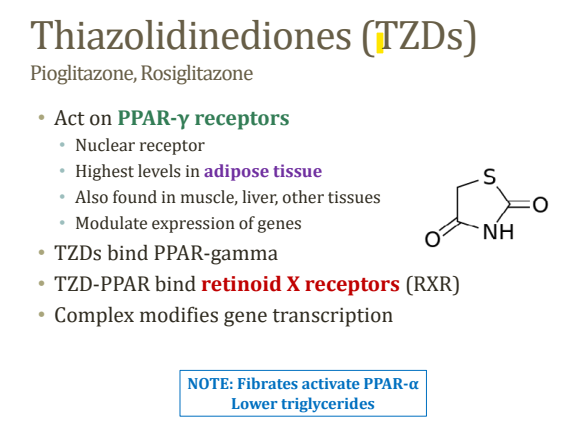 Thiazolidinediones (TZDs)
Pioglitazone, Rosiglitazone
• Act on PPAR-γ receptors
• Nuclear receptor
• Highest levels in adipose tissue
• Also found in muscle, liver, other tissues
• Modulate expression of genes
• TZDs bind PPAR-gamma
• TZD-PPAR bind retinoid X receptors (RXR)
• Complex modifies gene transcription
S
O
NH
O
NOTE: Fibrates activate PPAR-α
Lower triglycerides